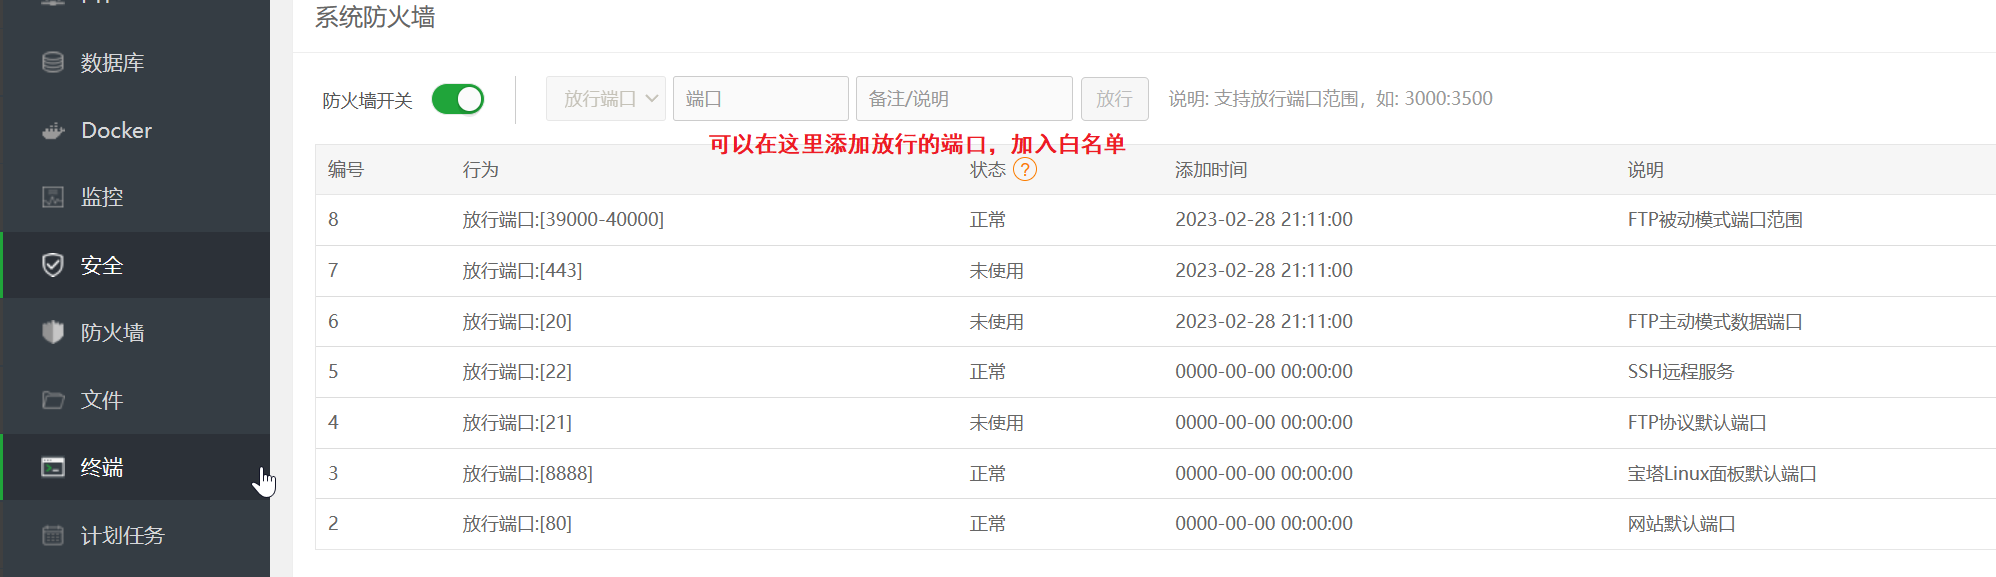 系统防火墙
数据库
Docker
监控
安全
防火墙
文件
终端
计划任务
防火墙开关 放行端口 端口 备注/说明 放行 说明: 支持放行端口范围，如: 3000:3500
可以在这里添加放行的端口，加入白名单
编号 行为 状态 ? 添加时间 说明
8 放行端口:[39000-40000] 正常 2023-02-28 21:11:00 FTP被动模式端口范围
7 放行端口:[443] 未使用 2023-02-28 21:11:00
6 放行端口:[20] 未使用 2023-02-28 21:11:00 FTP主动模式数据端口
5 放行端口:[22] 正常 0000-00-00 00:00:00 SSH远程服务
4 放行端口:[21] 未使用 0000-00-00 00:00:00 FTP协议默认端口
3 放行端口:[8888] 正常 0000-00-00 00:00:00 宝塔Linux面板默认端口
2 放行端口:[80] 正常 0000-00-00 00:00:00 网站默认端口